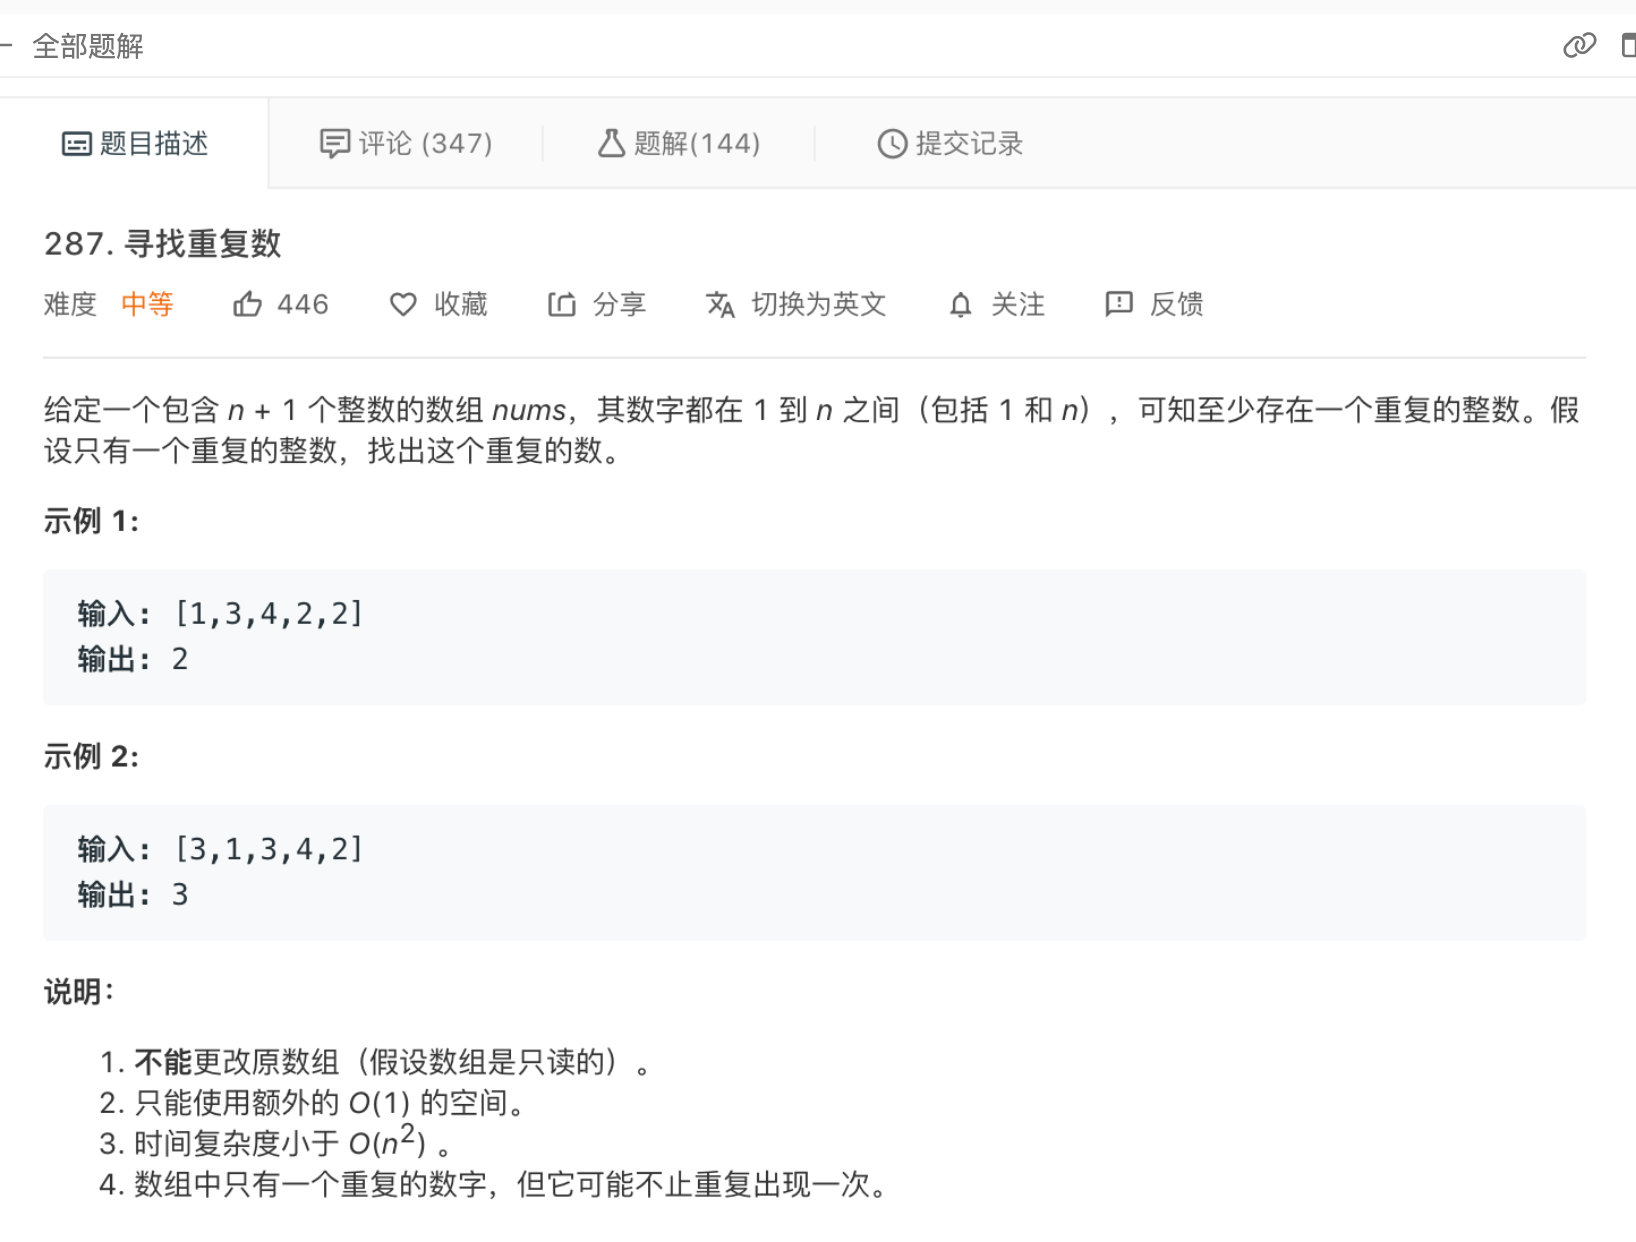 全部题解
题目描述 评论 (347) 题解(144) 提交记录
287. 寻找重复数
难度 中等 446 收藏 分享 切换为英文 关注 反馈
给定一个包含 n + 1 个整数的数组 nums，其数字都在 1 到 n 之间（包括 1 和 n），可知至少存在一个重复的整数。假
设只有一个重复的整数，找出这个重复的数。
示例 1:
输入: [1,3,4,2,2]
输出: 2
示例 2:
输入: [3,1,3,4,2]
输出: 3
说明：
1. 不能更改原数组（假设数组是只读的）。
2. 只能使用额外的 O(1) 的空间。
3. 时间复杂度小于 O(n²) 。
4. 数组中只有一个重复的数字，但它可能不止重复出现一次。